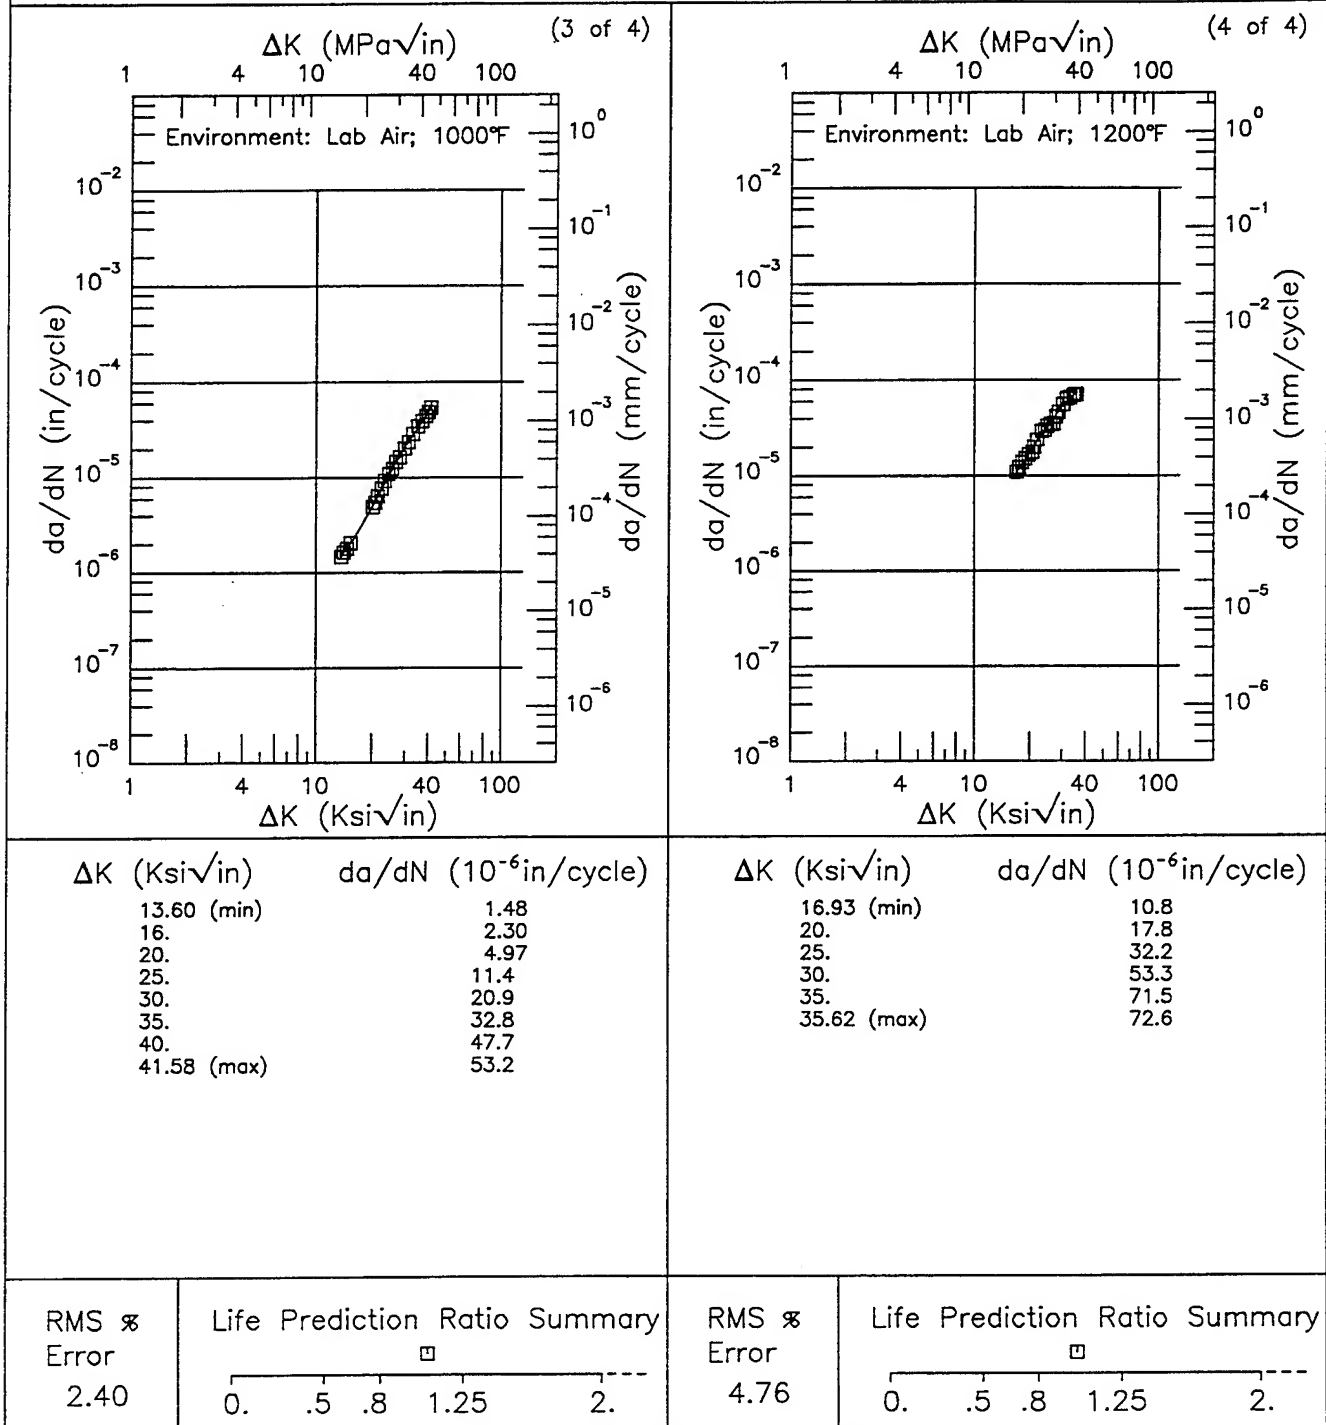 (3 of 4)
ΔK (MPa√in)
1 4 10 40 100
Environment: Lab Air; 1000°F
da/dN (in/cycle)
10⁻²
10⁻³
10⁻⁴
10⁻⁵
10⁻⁶
10⁻⁷
10⁻⁸
10⁰
10⁻¹
10⁻²
10⁻³
10⁻⁴
10⁻⁵
10⁻⁶
da/dN (mm/cycle)
1 4 10 40 100
ΔK (Ksi√in)
ΔK (Ksi√in) da/dN (10⁻⁶in/cycle)
13.60 (min) 1.48
16. 2.30
20. 4.97
25. 11.4
30. 20.9
35. 32.8
40. 47.7
41.58 (max) 53.2
RMS %
Error
2.40
Life Prediction Ratio Summary
0. .5 .8 1.25 2.
(4 of 4)
ΔK (MPa√in)
1 4 10 40 100
Environment: Lab Air; 1200°F
da/dN (in/cycle)
10⁻²
10⁻³
10⁻⁴
10⁻⁵
10⁻⁶
10⁻⁷
10⁻⁸
10⁰
10⁻¹
10⁻²
10⁻³
10⁻⁴
10⁻⁵
10⁻⁶
da/dN (mm/cycle)
1 4 10 40 100
ΔK (Ksi√in)
ΔK (Ksi√in) da/dN (10⁻⁶in/cycle)
16.93 (min) 10.8
20. 17.8
25. 32.2
30. 53.3
35. 71.5
35.62 (max) 72.6
RMS %
Error
4.76
Life Prediction Ratio Summary
0. .5 .8 1.25 2.